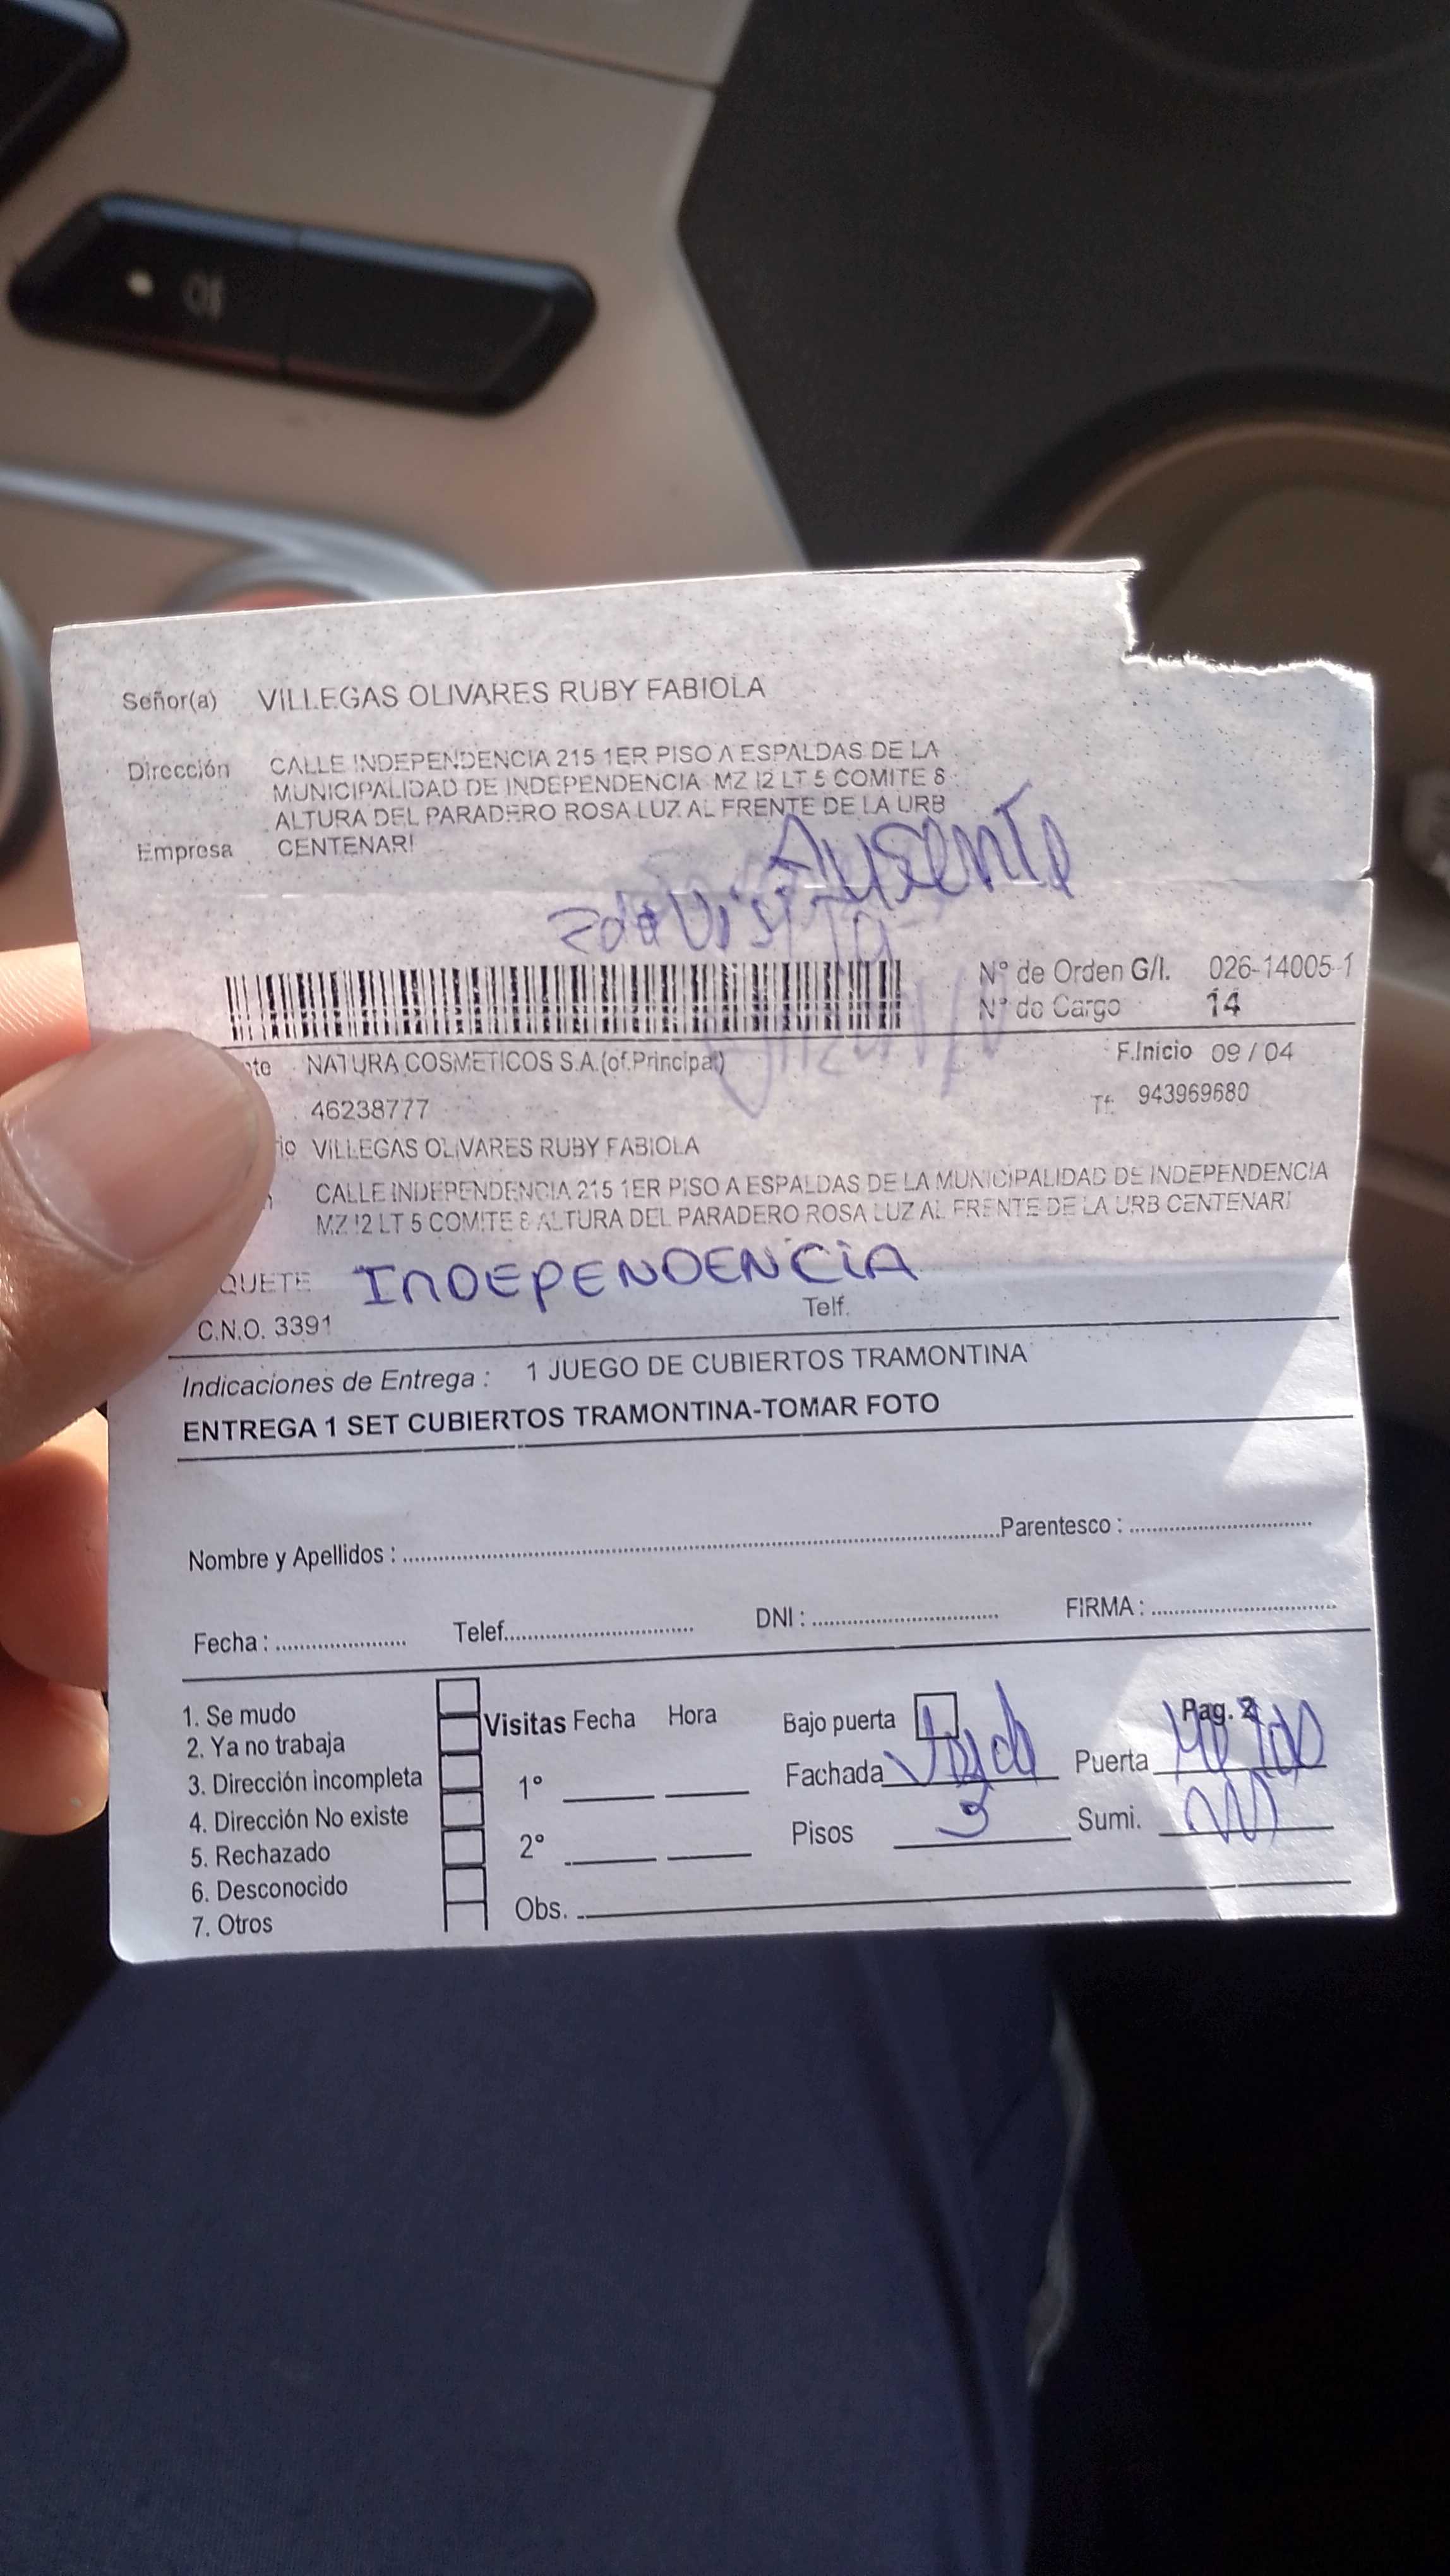 Señor(a) VILLEGAS OLIVARES RUBY FABIOLA
Dirección CALLE INDEPENDENCIA 215 1ER PISO A ESPALDAS DE LA
MUNICIPALIDAD DE INDEPENDENCIA MZ I2 LT 5 COMITE 8
ALTURA DEL PARADERO ROSA LUZ AL FRENTE DE LA URB
Empresa CENTENARI
Ausente
2da Visita
N° de Orden G/I. 026-14005-1
N° de Cargo 14
nte NATURA COSMETICOS S.A.(of.Principal) F.Inicio 09 / 04
46238777 Tf: 943969680
rio VILLEGAS OLIVARES RUBY FABIOLA
n CALLE INDEPENDENCIA 215 1ER PISO A ESPALDAS DE LA MUNICIPALIDAD DE INDEPENDENCIA
MZ I2 LT 5 COMITE 8 ALTURA DEL PARADERO ROSA LUZ AL FRENTE DE LA URB CENTENARI
QUETE INDEPENDENCIA
C.N.O. 3391 Telf.
Indicaciones de Entrega : 1 JUEGO DE CUBIERTOS TRAMONTINA
ENTREGA 1 SET CUBIERTOS TRAMONTINA-TOMAR FOTO
Nombre y Apellidos : Parentesco :
Fecha : Telef. DNI : FIRMA :
1. Se mudo
2. Ya no trabaja
3. Dirección incompleta
4. Dirección No existe
5. Rechazado
6. Desconocido
7. Otros
Visitas Fecha Hora
1°
2°
Obs.
Bajo puerta Pag. 2
Fachada Puerta
Pisos 3 Sumi.